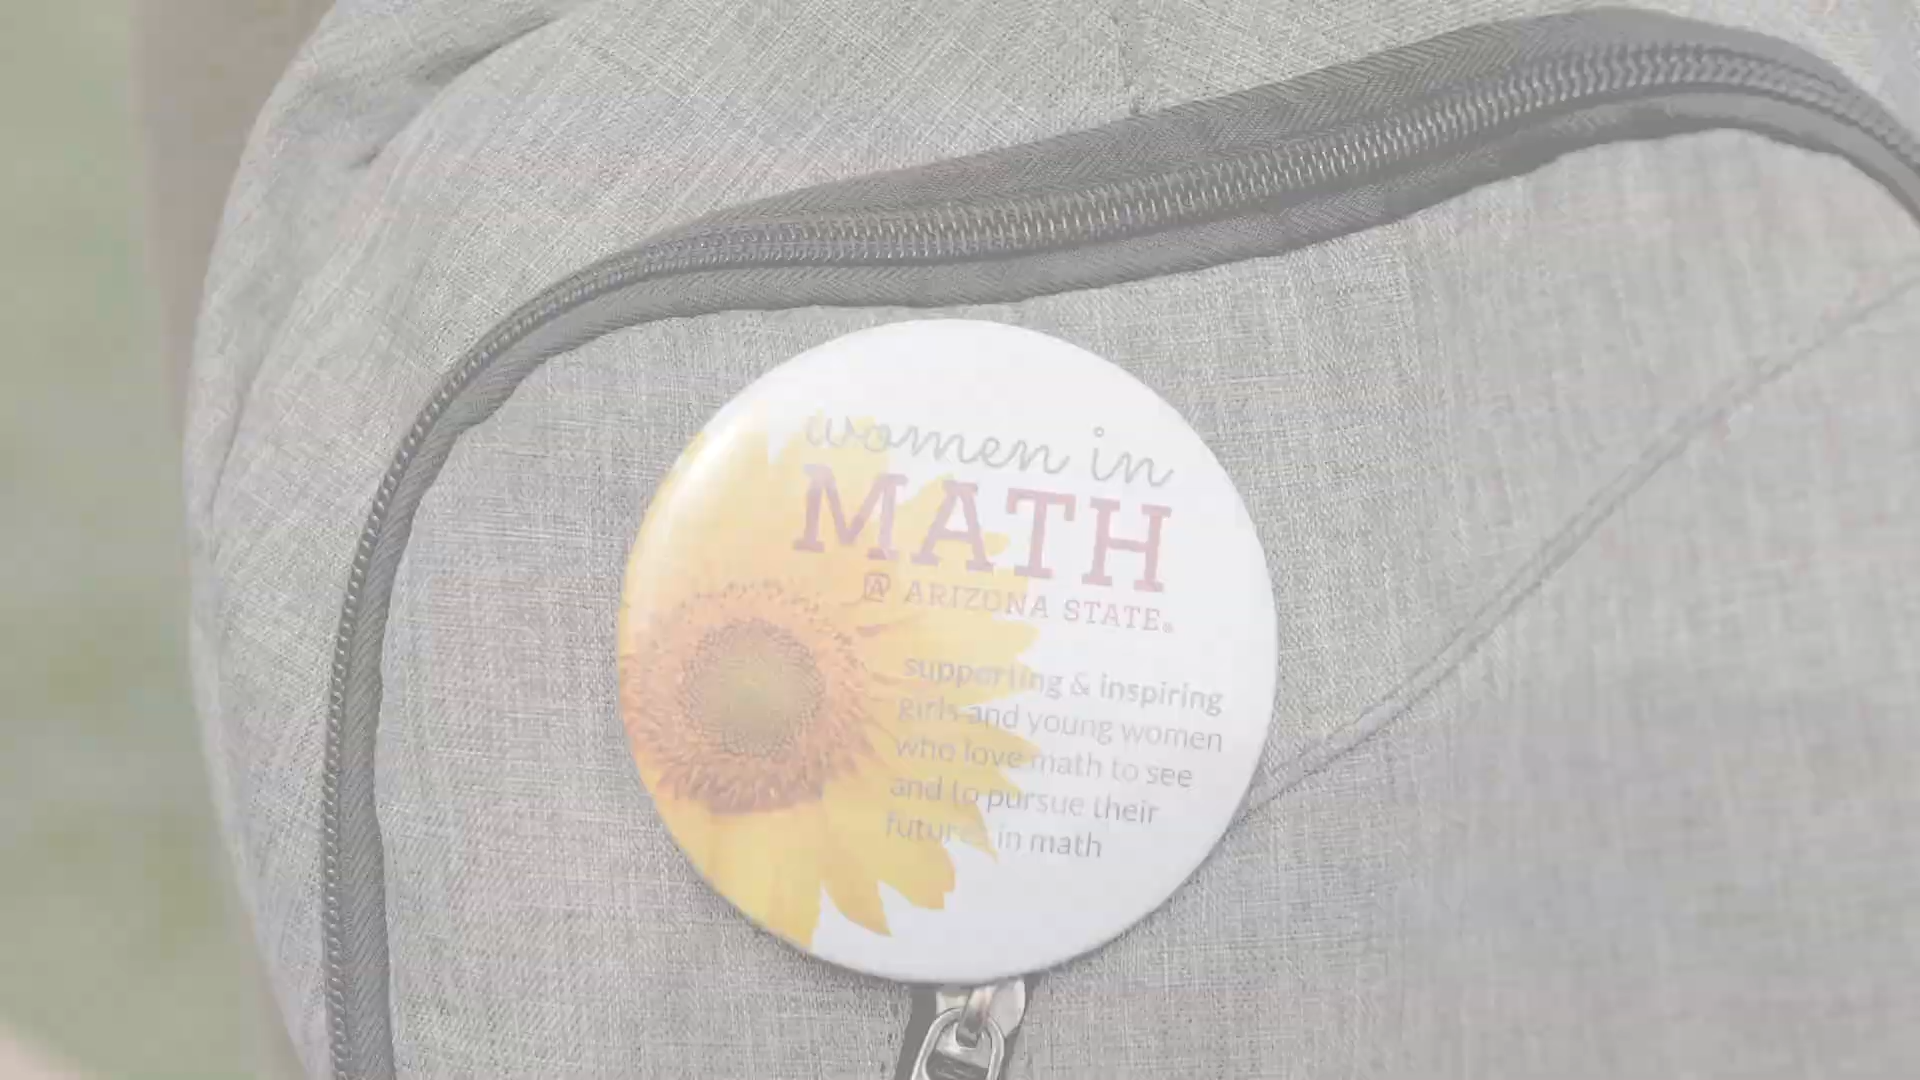 women in
MATH
@ ARIZONA STATE®
supporting & inspiring
girls and young women
who love math to see
and to pursue their
futures in math